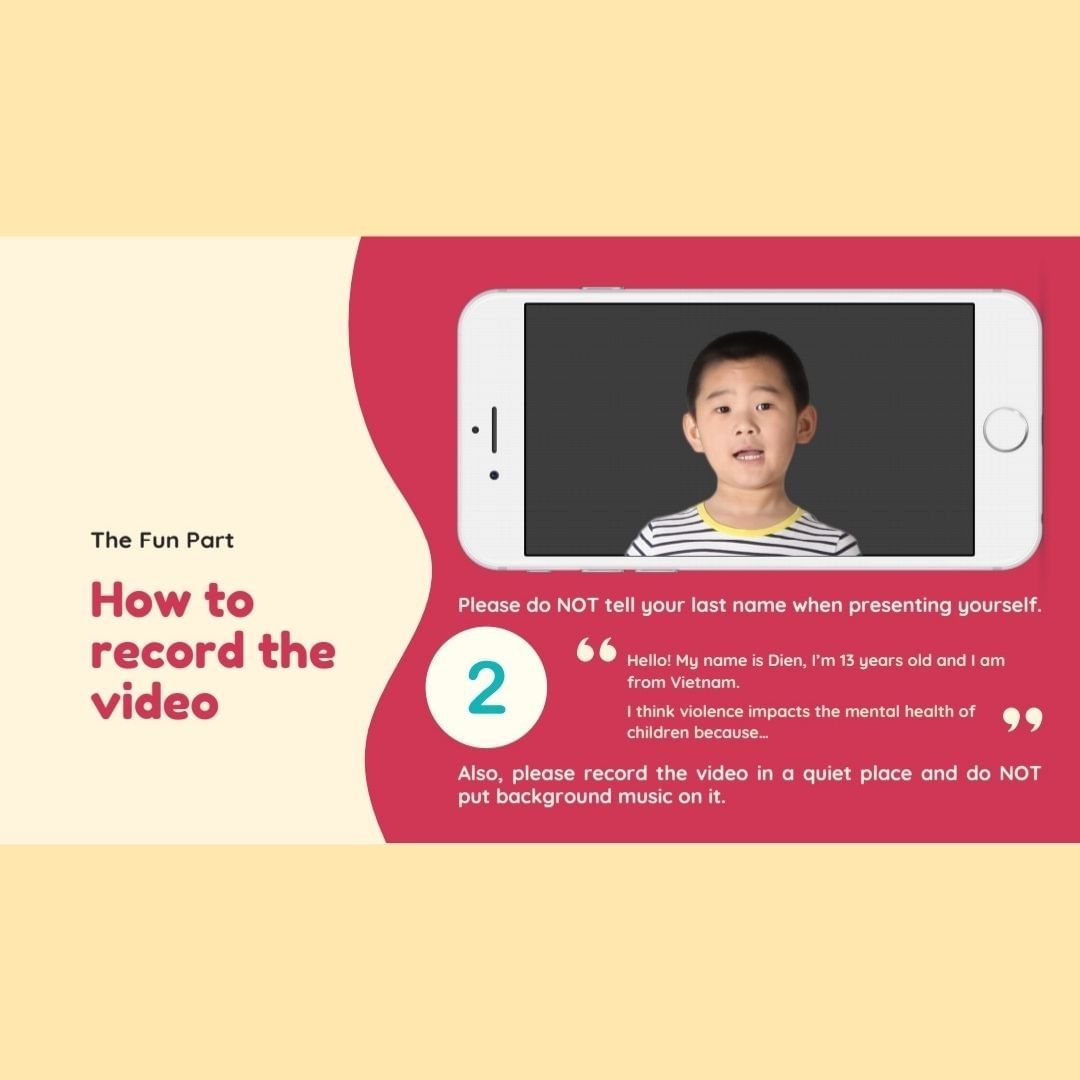 The Fun Part
How to
record the
video
Please do NOT tell your last name when presenting yourself.
2
“
Hello! My name is Dien, I'm 13 years old and I am
from Vietnam.
I think violence impacts the mental health of
children because...
”
Also, please record the video in a quiet place and do NOT
put background music on it.